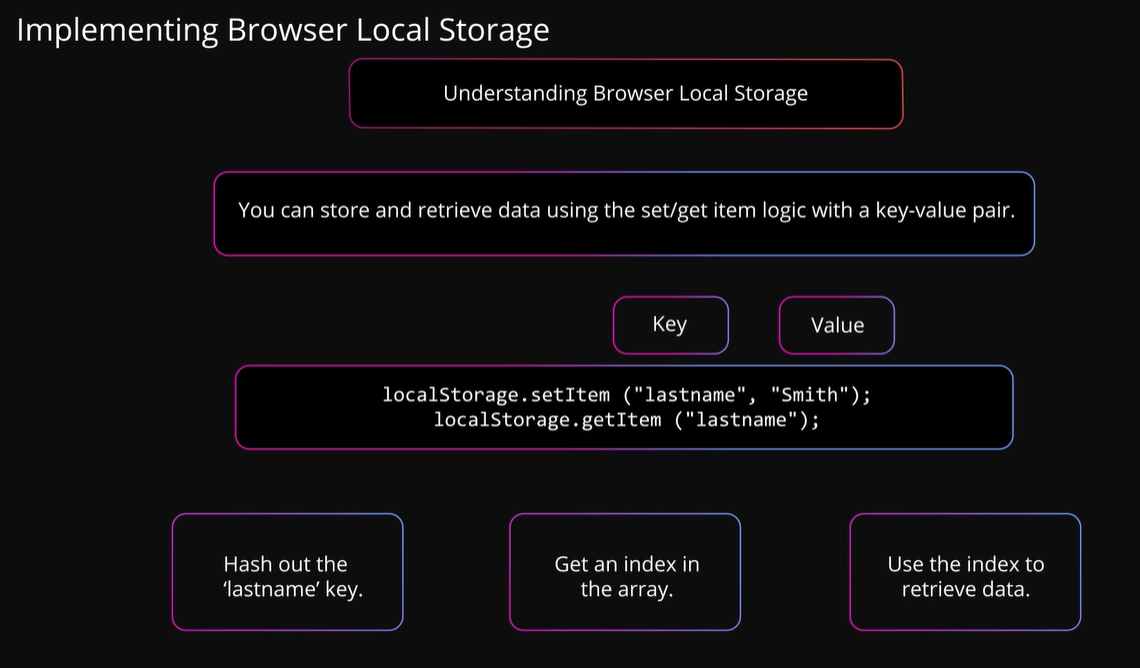 Implementing Browser Local Storage
Understanding Browser Local Storage
You can store and retrieve data using the set/get item logic with a key-value pair.
Key
Value
localStorage.setItem ("lastname", "Smith");
localStorage.getItem ("lastname");
Hash out the
‘lastname’ key.
Get an index in
the array.
Use the index to
retrieve data.